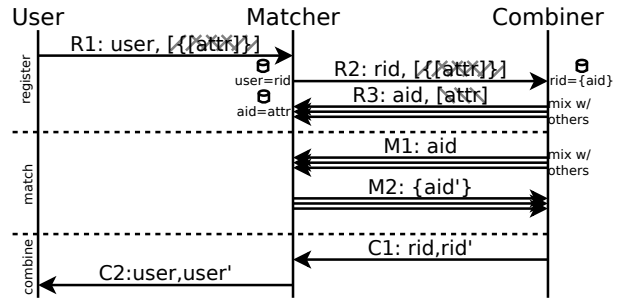 User
Matcher
Combiner
R1: user, [{[attr]}]
register
user=rid
R2: rid, [{[attr]}]
rid={aid}
aid=attr
R3: aid, [attr]
mix w/
others
match
M1: aid
mix w/
others
M2: {aid'}
combine
C1: rid,rid'
C2:user,user'